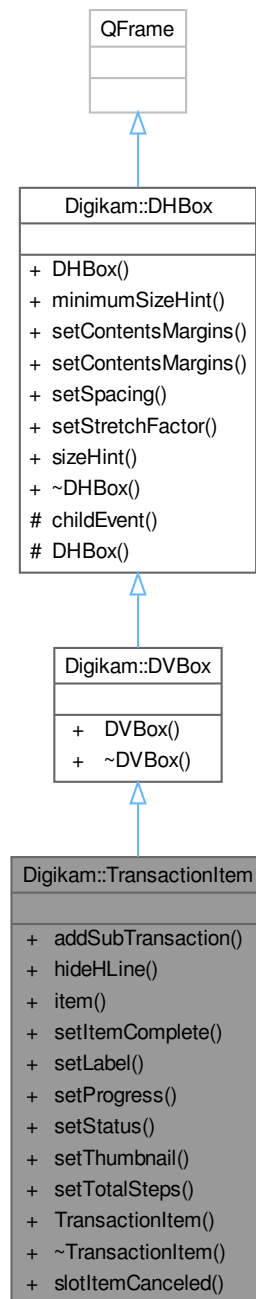 QFrame
Digikam::DHBox
+ DHBox()
+ minimumSizeHint()
+ setContentsMargins()
+ setContentsMargins()
+ setSpacing()
+ setStretchFactor()
+ sizeHint()
+ ~DHBox()
# childEvent()
# DHBox()
Digikam::DVBox
+ DVBox()
+ ~DVBox()
Digikam::TransactionItem
+ addSubTransaction()
+ hideHLine()
+ item()
+ setItemComplete()
+ setLabel()
+ setProgress()
+ setStatus()
+ setThumbnail()
+ setTotalSteps()
+ TransactionItem()
+ ~TransactionItem()
+ slotItemCanceled()